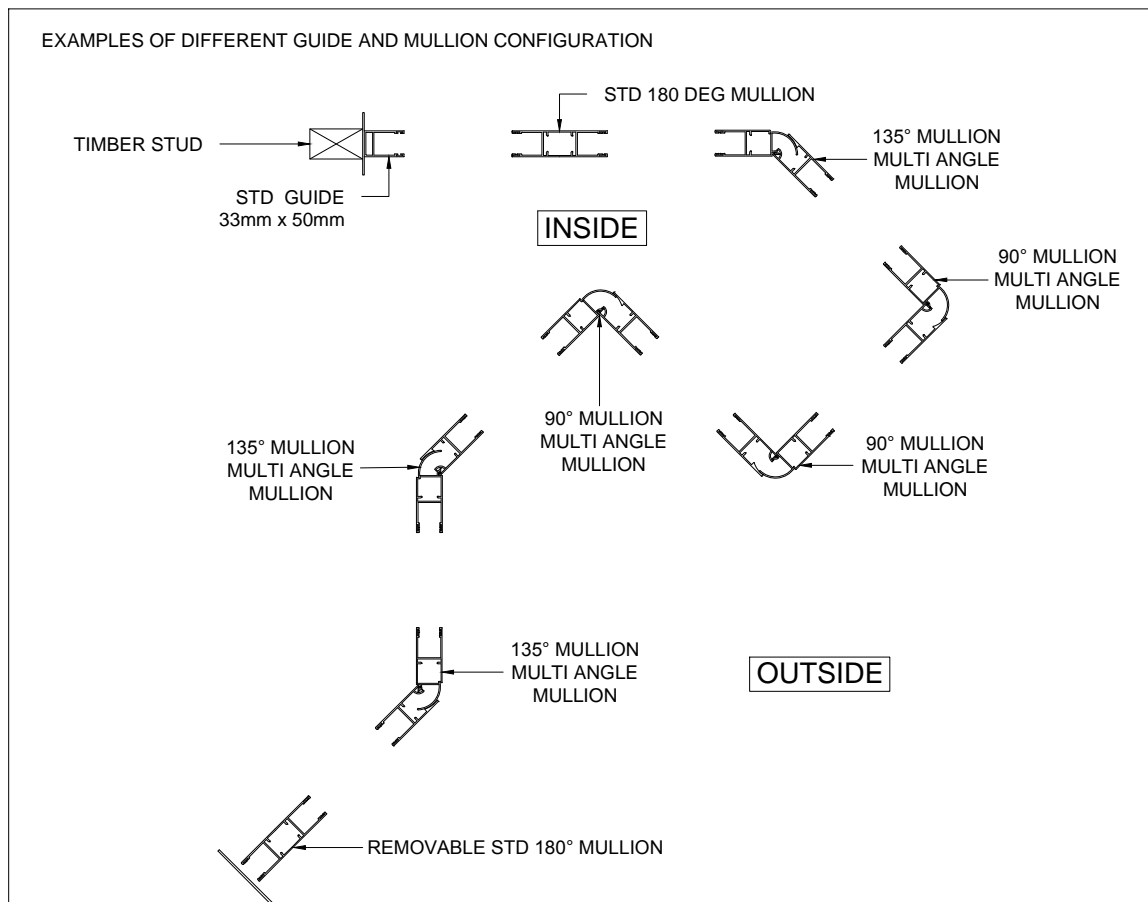 EXAMPLES OF DIFFERENT GUIDE AND MULLION CONFIGURATION
STD 180 DEG MULLION
TIMBER STUD
135° MULLION
MULTI ANGLE
MULLION
STD GUIDE
33mm x 50mm
INSIDE
90° MULLION
MULTI ANGLE
MULLION
90° MULLION
MULTI ANGLE
MULLION
135° MULLION
MULTI ANGLE
MULLION
90° MULLION
MULTI ANGLE
MULLION
135° MULLION
MULTI ANGLE
MULLION
OUTSIDE
REMOVABLE STD 180° MULLION